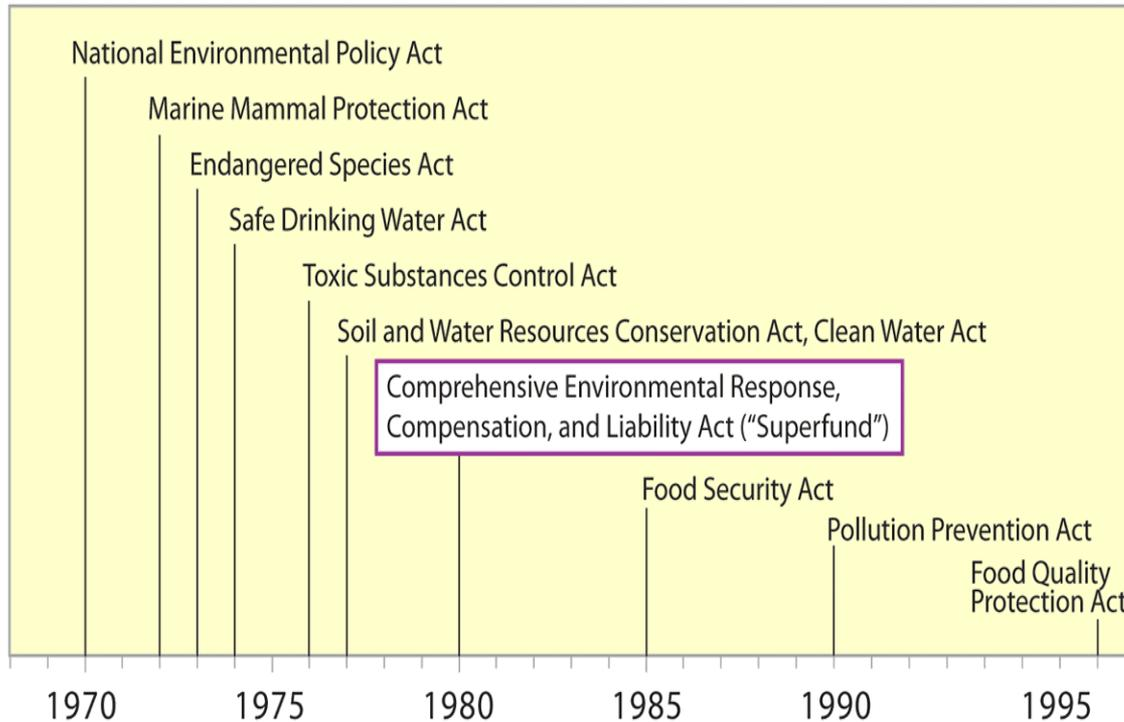 National Environmental Policy Act
Marine Mammal Protection Act
Endangered Species Act
Safe Drinking Water Act
Toxic Substances Control Act
Soil and Water Resources Conservation Act, Clean Water Act
Comprehensive Environmental Response,
Compensation, and Liability Act (“Superfund”)
Food Security Act
Pollution Prevention Act
Food Quality
Protection Act
1970 1975 1980 1985 1990 1995